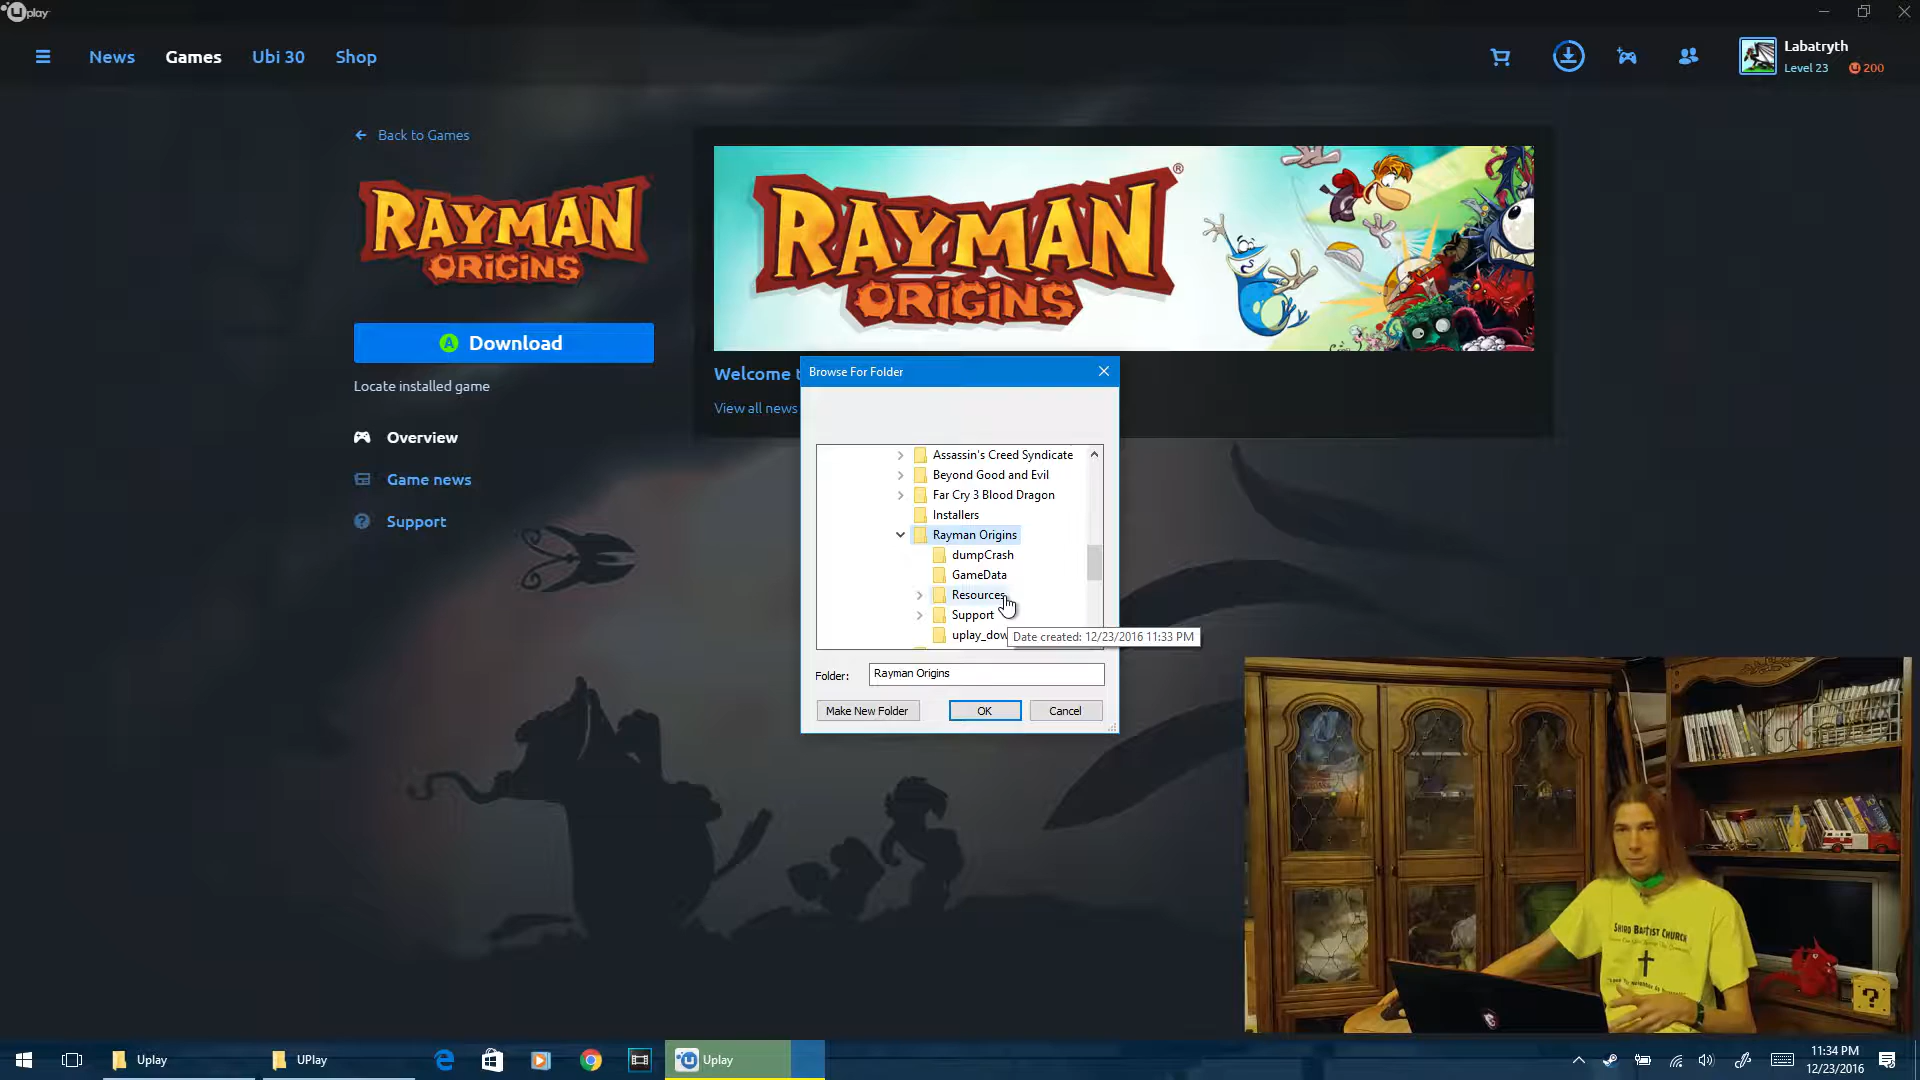 Uplay
News Games Ubi 30 Shop
Labatryth
Level 23 200
Back to Games
RAYMAN
ORIGINS
RAYMAN®
ORIGINS
A Download
Locate installed game
Overview
Game news
Support
Welcome t
View all news
Browse For Folder
Assassin's Creed Syndicate
Beyond Good and Evil
Far Cry 3 Blood Dragon
Installers
Rayman Origins
dumpCrash
GameData
Resources
Support
uplay_dow
Date created: 12/23/2016 11:33 PM
Folder: Rayman Origins
Make New Folder OK Cancel
BAPTIST CHURCH
?
Uplay UPlay Uplay
11:34 PM
12/23/2016